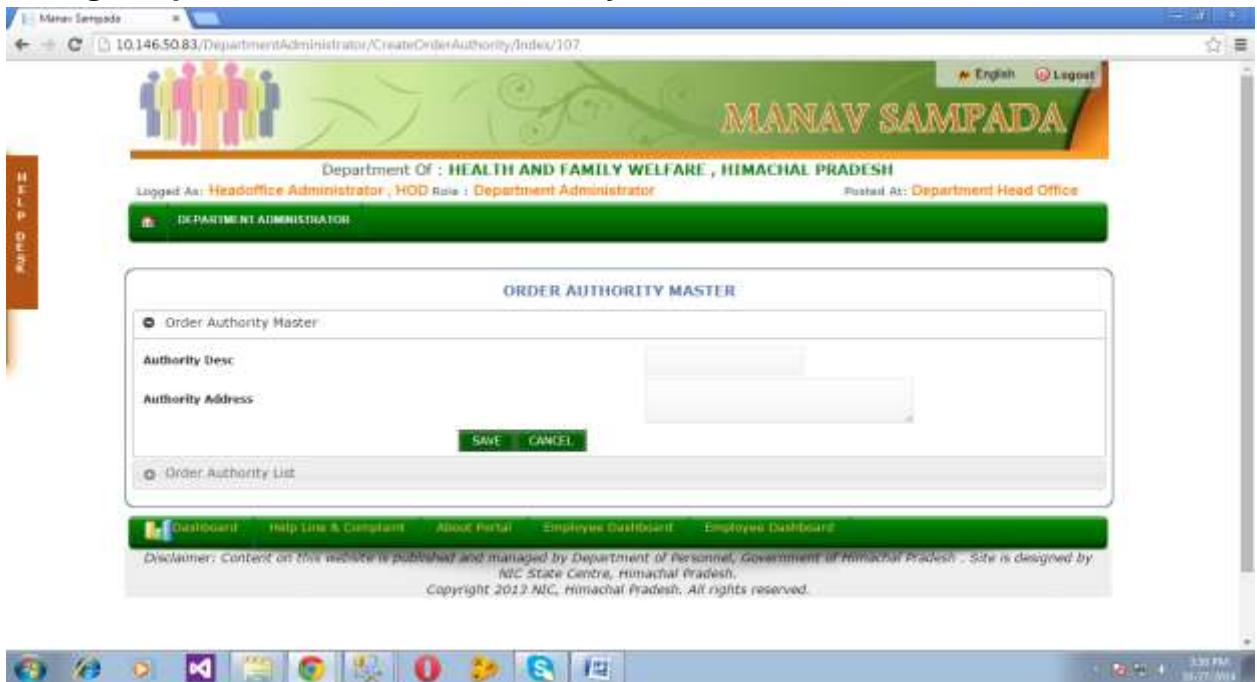 Manav Sampada
10.146.50.83/DepartmentAdministrator/CreateOrderAuthority/Index/107
English Logout
MANAV SAMPADA
HELP DESK
Department Of : HEALTH AND FAMILY WELFARE , HIMACHAL PRADESH
Logged As: Headoffice Administrator , HOD Role : Department Administrator Posted At: Department Head Office
DEPARTMENT ADMINISTRATOR
ORDER AUTHORITY MASTER
Order Authority Master
Authority Desc
Authority Address
SAVE CANCEL
Order Authority List
Dashboard Help Line & Complaint About Portal Employee Dashboard Employee Dashboard
Disclaimer: Content on this website is published and managed by Department of Personnel, Government of Himachal Pradesh . Site is designed by
NIC State Centre, Himachal Pradesh.
Copyright 2013 NIC, Himachal Pradesh. All rights reserved.